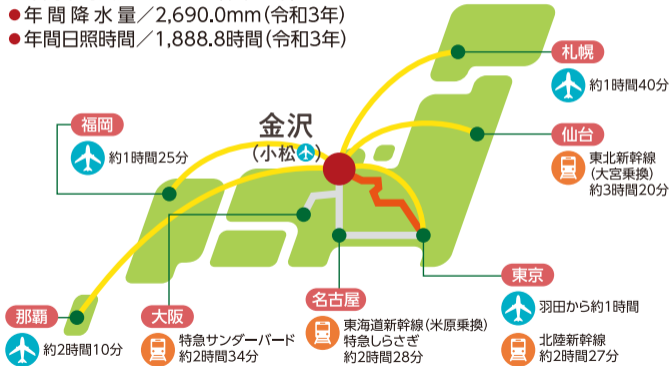 ●年間降水量／2,690.0mm(令和3年)
●年間日照時間／1,888.8時間(令和3年)
札幌
約1時間40分
金沢
(小松)
福岡
約1時間25分
仙台
東北新幹線
(大宮乗換)
約3時間20分
東京
羽田から約1時間
北陸新幹線
約2時間27分
名古屋
東海道新幹線(米原乗換)
特急しらさぎ
約2時間28分
大阪
特急サンダーバード
約2時間34分
那覇
約2時間10分